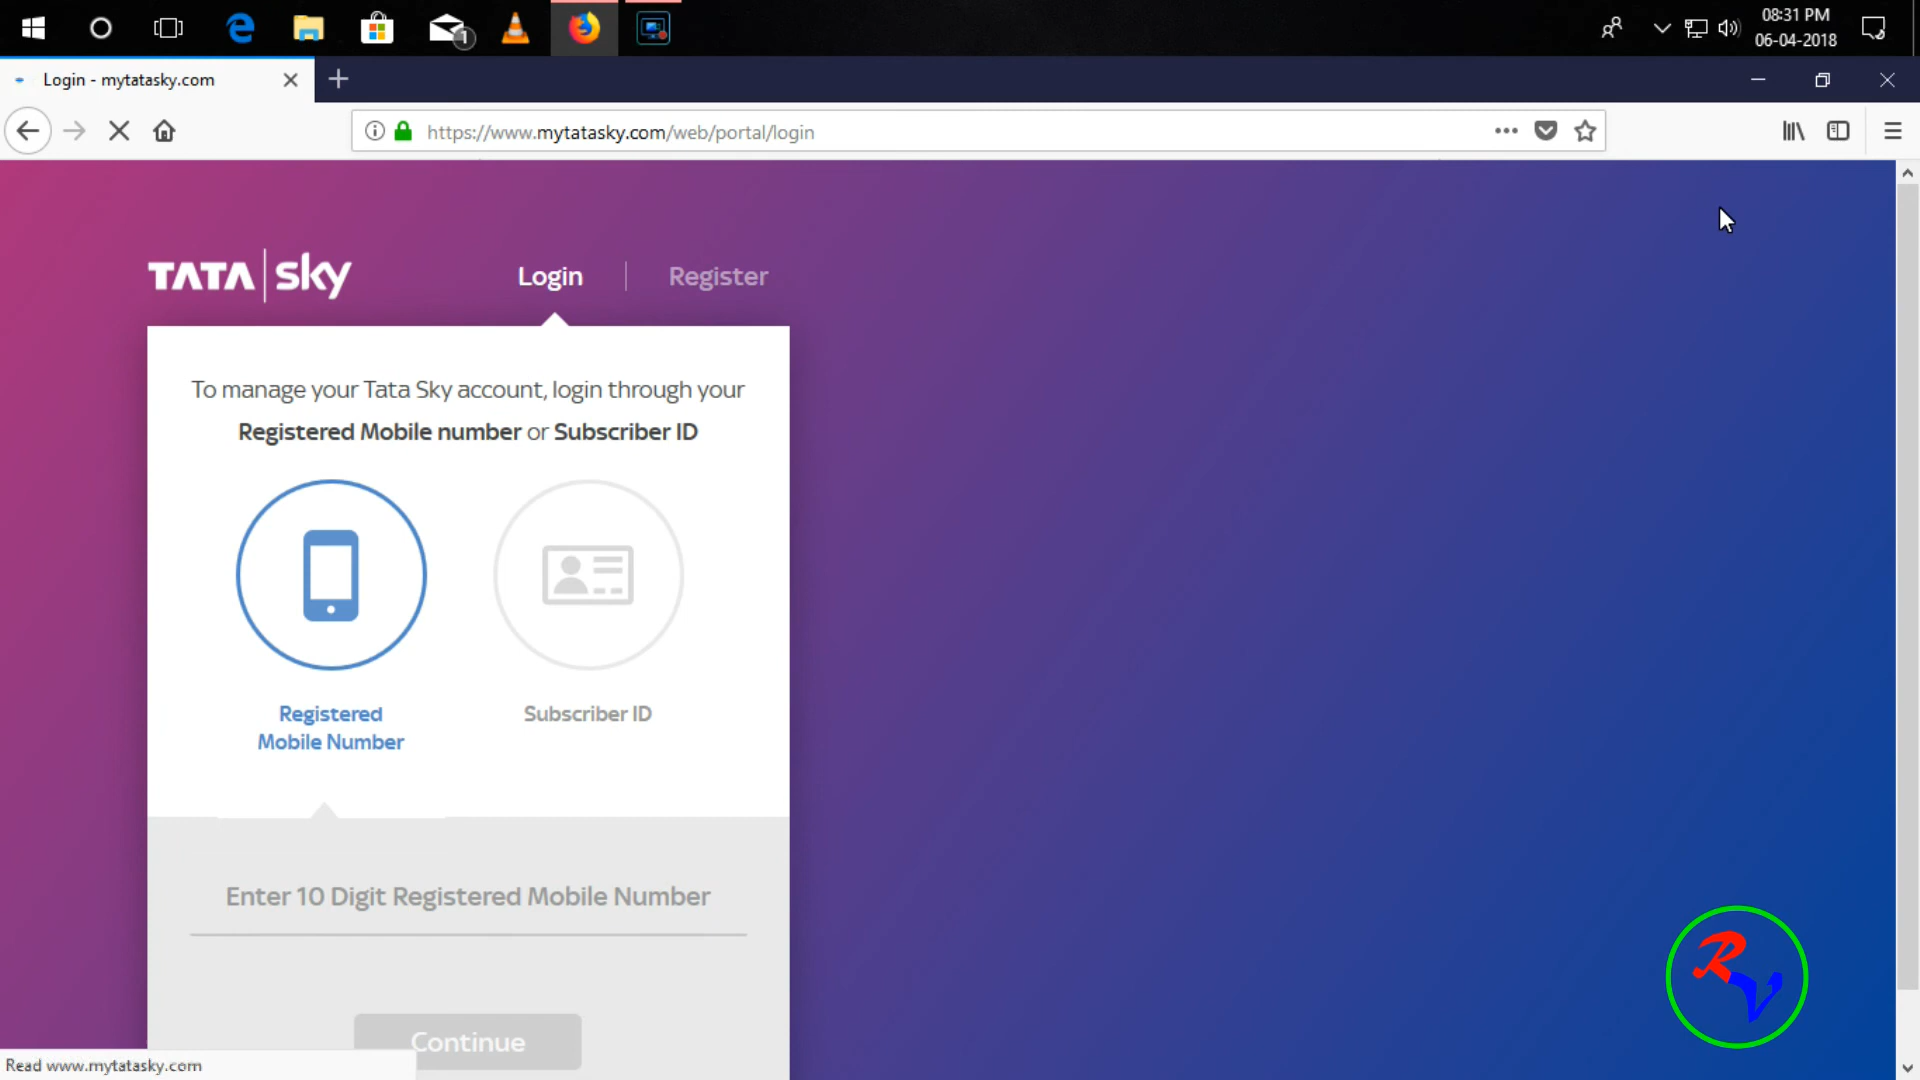 1
08:31 PM
06-04-2018
Login - mytatasky.com
https://www.mytatasky.com/web/portal/login
TATA sky
Login
Register
To manage your Tata Sky account, login through your
Registered Mobile number or Subscriber ID
Registered
Mobile Number
Subscriber ID
Enter 10 Digit Registered Mobile Number
Continue
Read www.mytatasky.com
RV